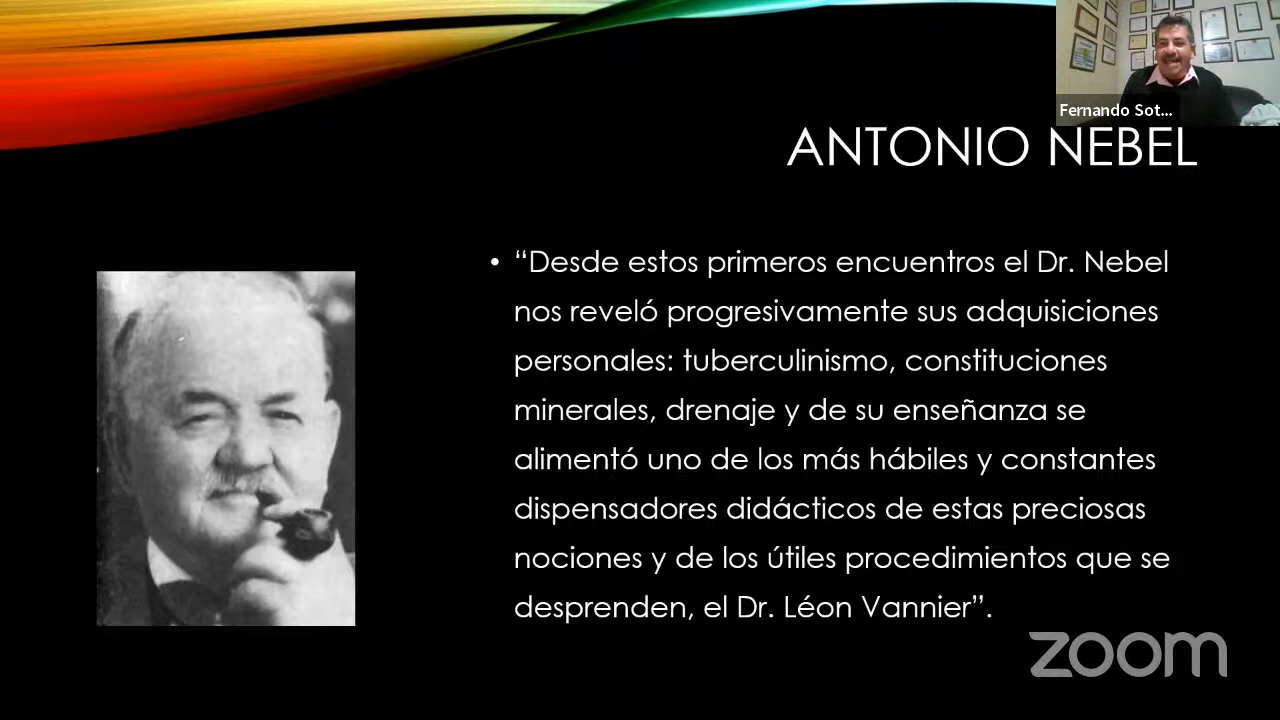 Fernando Sot...
ANTONIO NEBEL
• “Desde estos primeros encuentros el Dr. Nebel
nos reveló progresivamente sus adquisiciones
personales: tuberculinismo, constituciones
minerales, drenaje y de su enseñanza se
alimentó uno de los más hábiles y constantes
dispensadores didácticos de estas preciosas
nociones y de los útiles procedimientos que se
desprenden, el Dr. Léon Vannier”.
zoom